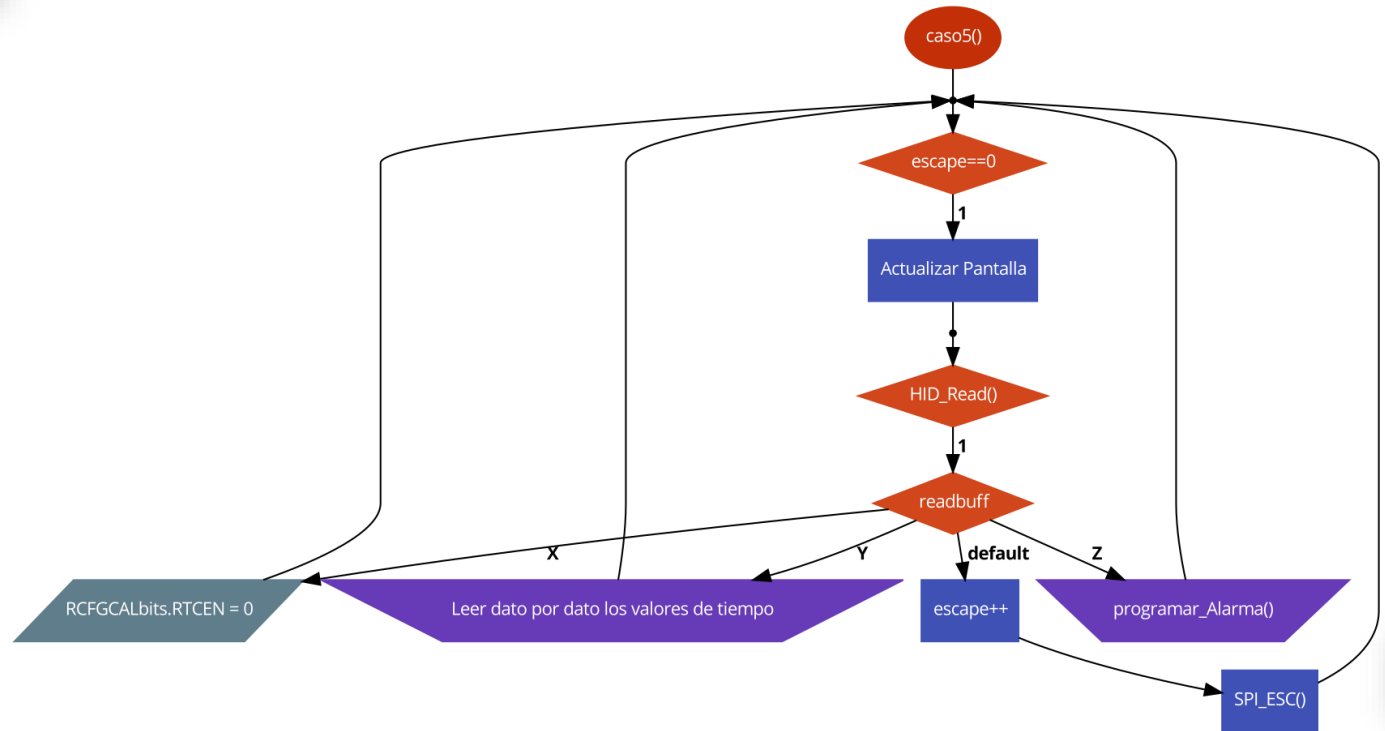 caso5()
escape==0
1
Actualizar Pantalla
HID_Read()
1
readbuff
X
Y
default
Z
RCFGCALbits.RTCEN = 0
Leer dato por dato los valores de tiempo
escape++
programar_Alarma()
SPI_ESC()